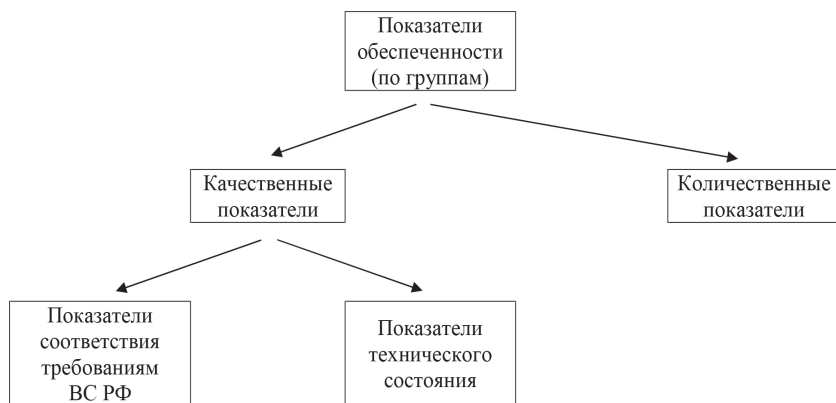 Показатели
обеспеченности
(по группам)
Качественные
показатели
Количественные
показатели
Показатели
соответствия
требованиям
ВС РФ
Показатели
технического
состояния